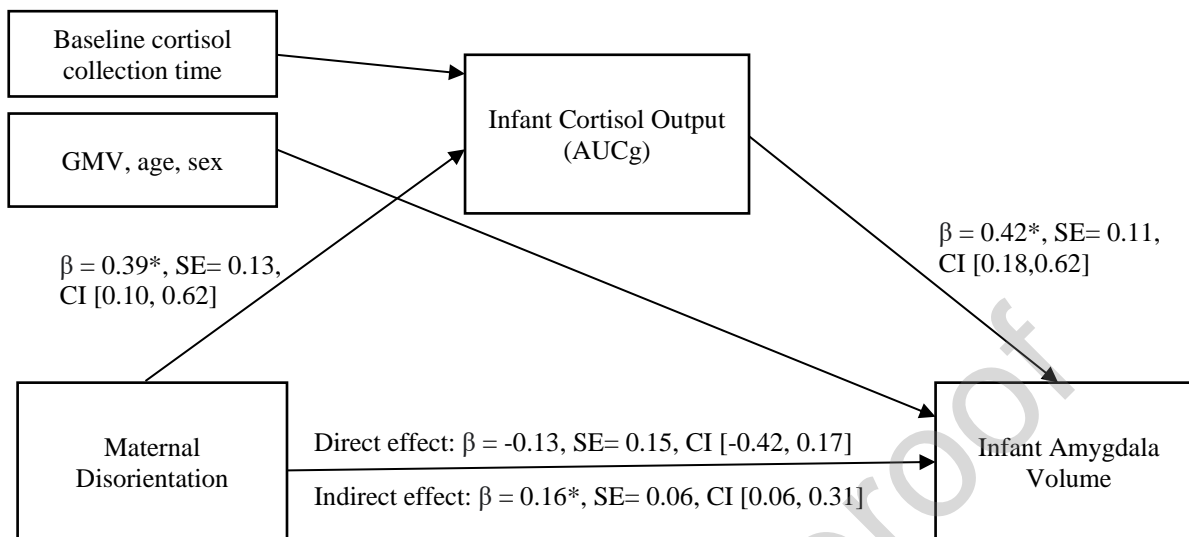 Baseline cortisol
collection time
GMV, age, sex
Infant Cortisol Output
(AUCg)
β = 0.39*, SE= 0.13,
CI [0.10, 0.62]
β = 0.42*, SE= 0.11,
CI [0.18,0.62]
Maternal
Disorientation
Direct effect: β = -0.13, SE= 0.15, CI [-0.42, 0.17]
Indirect effect: β = 0.16*, SE= 0.06, CI [0.06, 0.31]
Infant Amygdala
Volume
roof